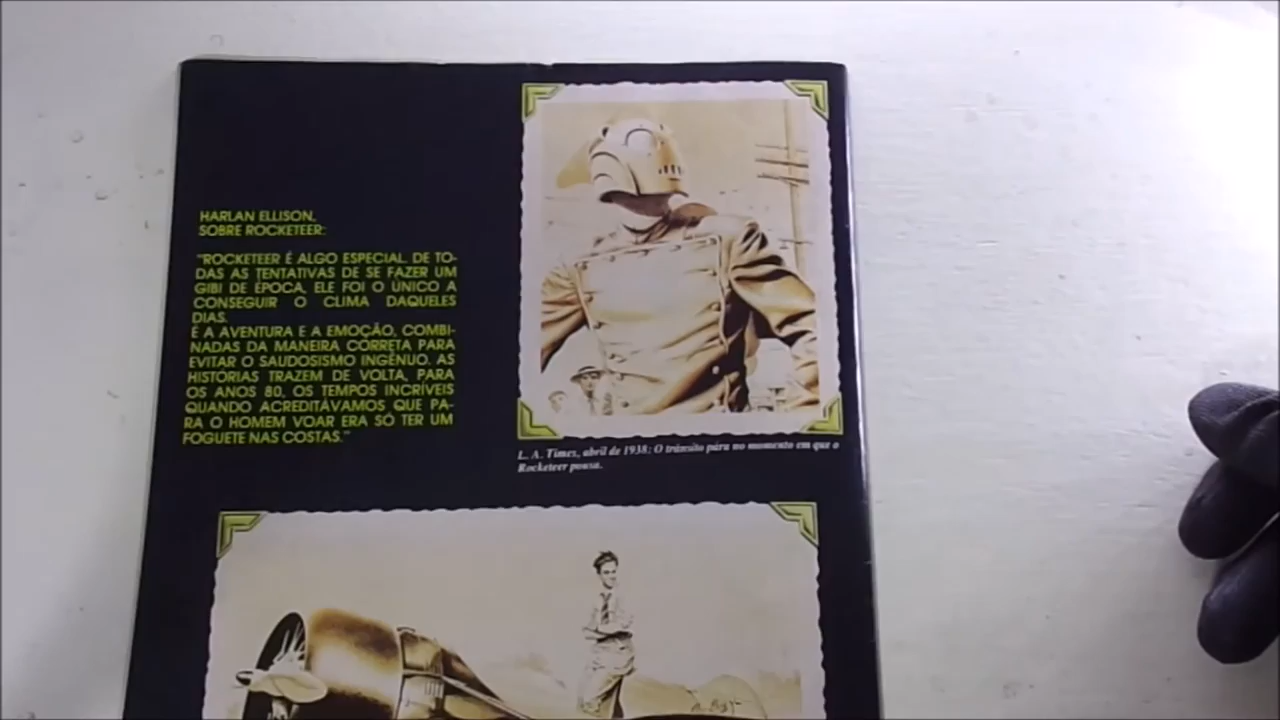 HARLAN ELLISON,
SOBRE ROCKETEER:
"ROCKETEER É ALGO ESPECIAL. DE TO-
DAS AS TENTATIVAS DE SE FAZER UM
GIBI DE ÉPOCA, ELE FOI O ÚNICO A
CONSEGUIR O CLIMA DAQUELES
DIAS.
É A AVENTURA E A EMOÇÃO, COMBI-
NADAS DA MANEIRA CORRETA PARA
EVITAR O SAUDOSISMO INGÊNUO. AS
HISTÓRIAS TRAZEM DE VOLTA, PARA
OS ANOS 80, OS TEMPOS INCRÍVEIS
QUANDO ACREDITÁVAMOS QUE PA-
RA O HOMEM VOAR ERA SÓ TER UM
FOGUETE NAS COSTAS."
L. A. Times, abril de 1938: O trânsito pára no momento em que o
Rocketeer pousa.